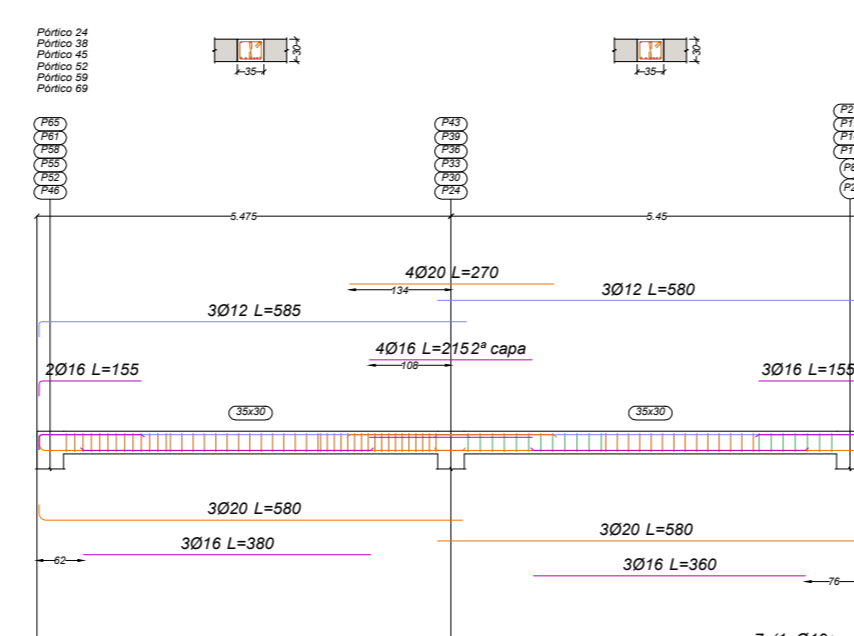 Pórtico 24
Pórtico 38
Pórtico 45
Pórtico 52
Pórtico 59
Pórtico 69
30
35
30
35
P65
P61
P58
P55
P52
P46
P43
P39
P36
P33
P30
P24
5.475
5.45
4Ø20 L=270
134
3Ø12 L=580
3Ø12 L=585
4Ø16 L=215 2ª capa
108
2Ø16 L=155
3Ø16 L=155
35x30
35x30
3Ø20 L=580
3Ø20 L=580
3Ø16 L=380
62
3Ø16 L=360
76